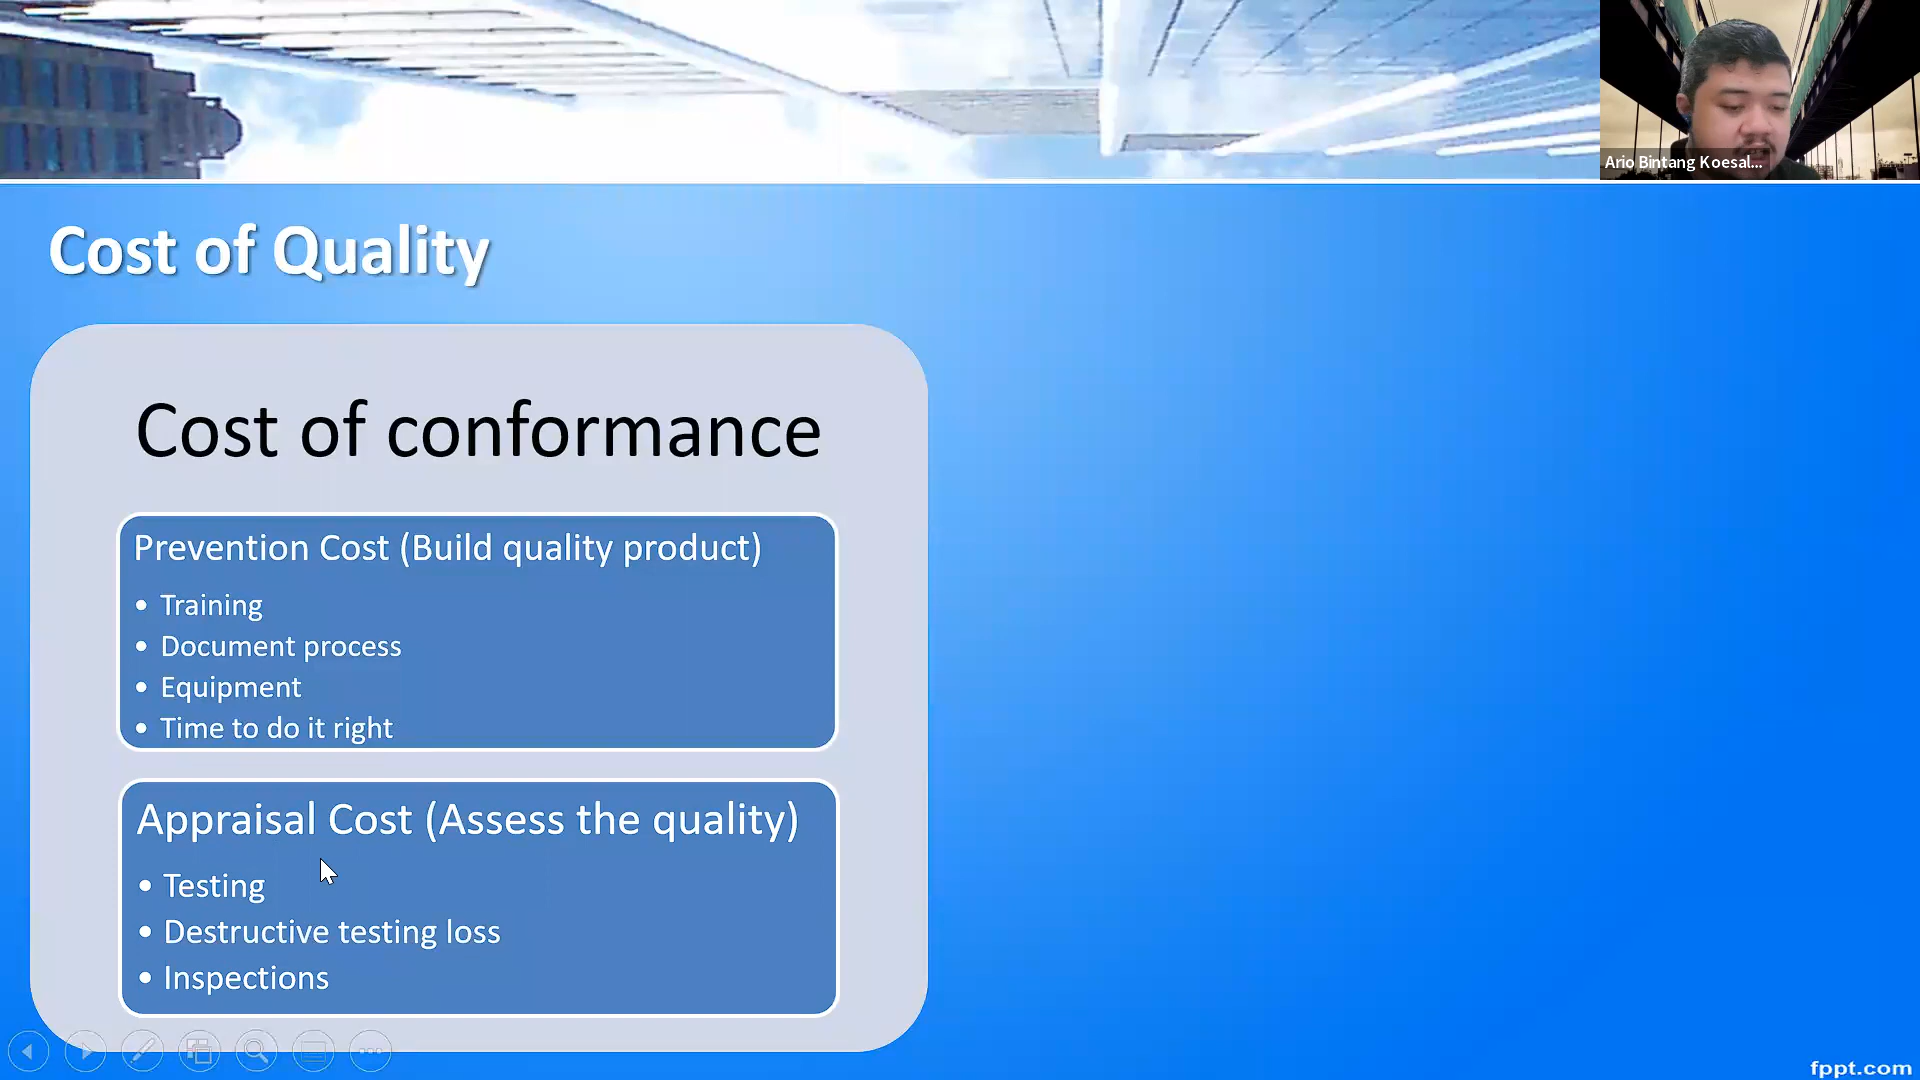 Ario Bintang Koesal...
Cost of Quality
Cost of conformance
Prevention Cost (Build quality product)
• Training
• Document process
• Equipment
• Time to do it right
Appraisal Cost (Assess the quality)
• Testing
• Destructive testing loss
• Inspections
fppt.com